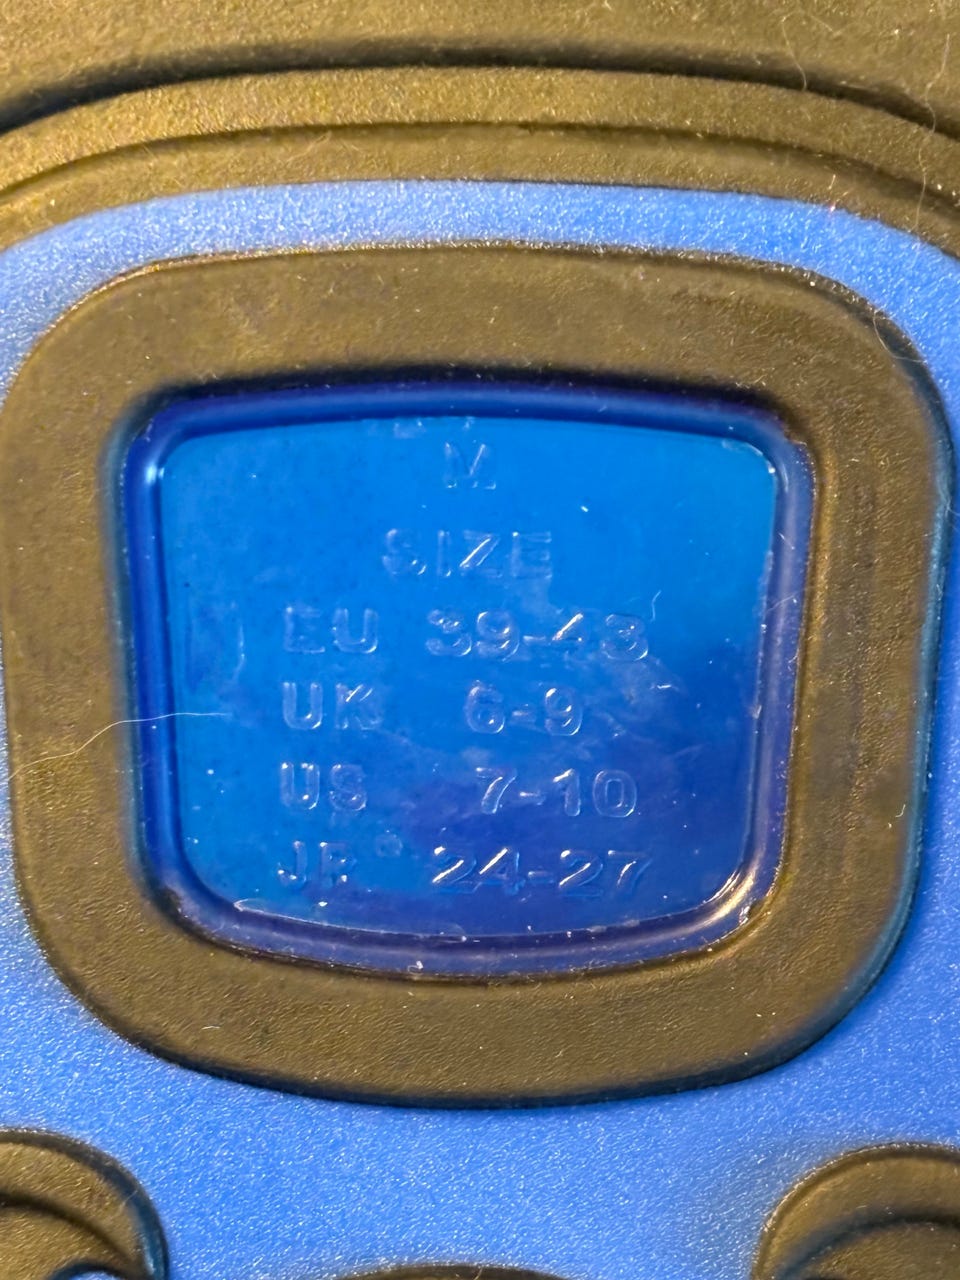 M
SIZE
EU 39-43
UK 6-9
US 7-10
JP 24-27